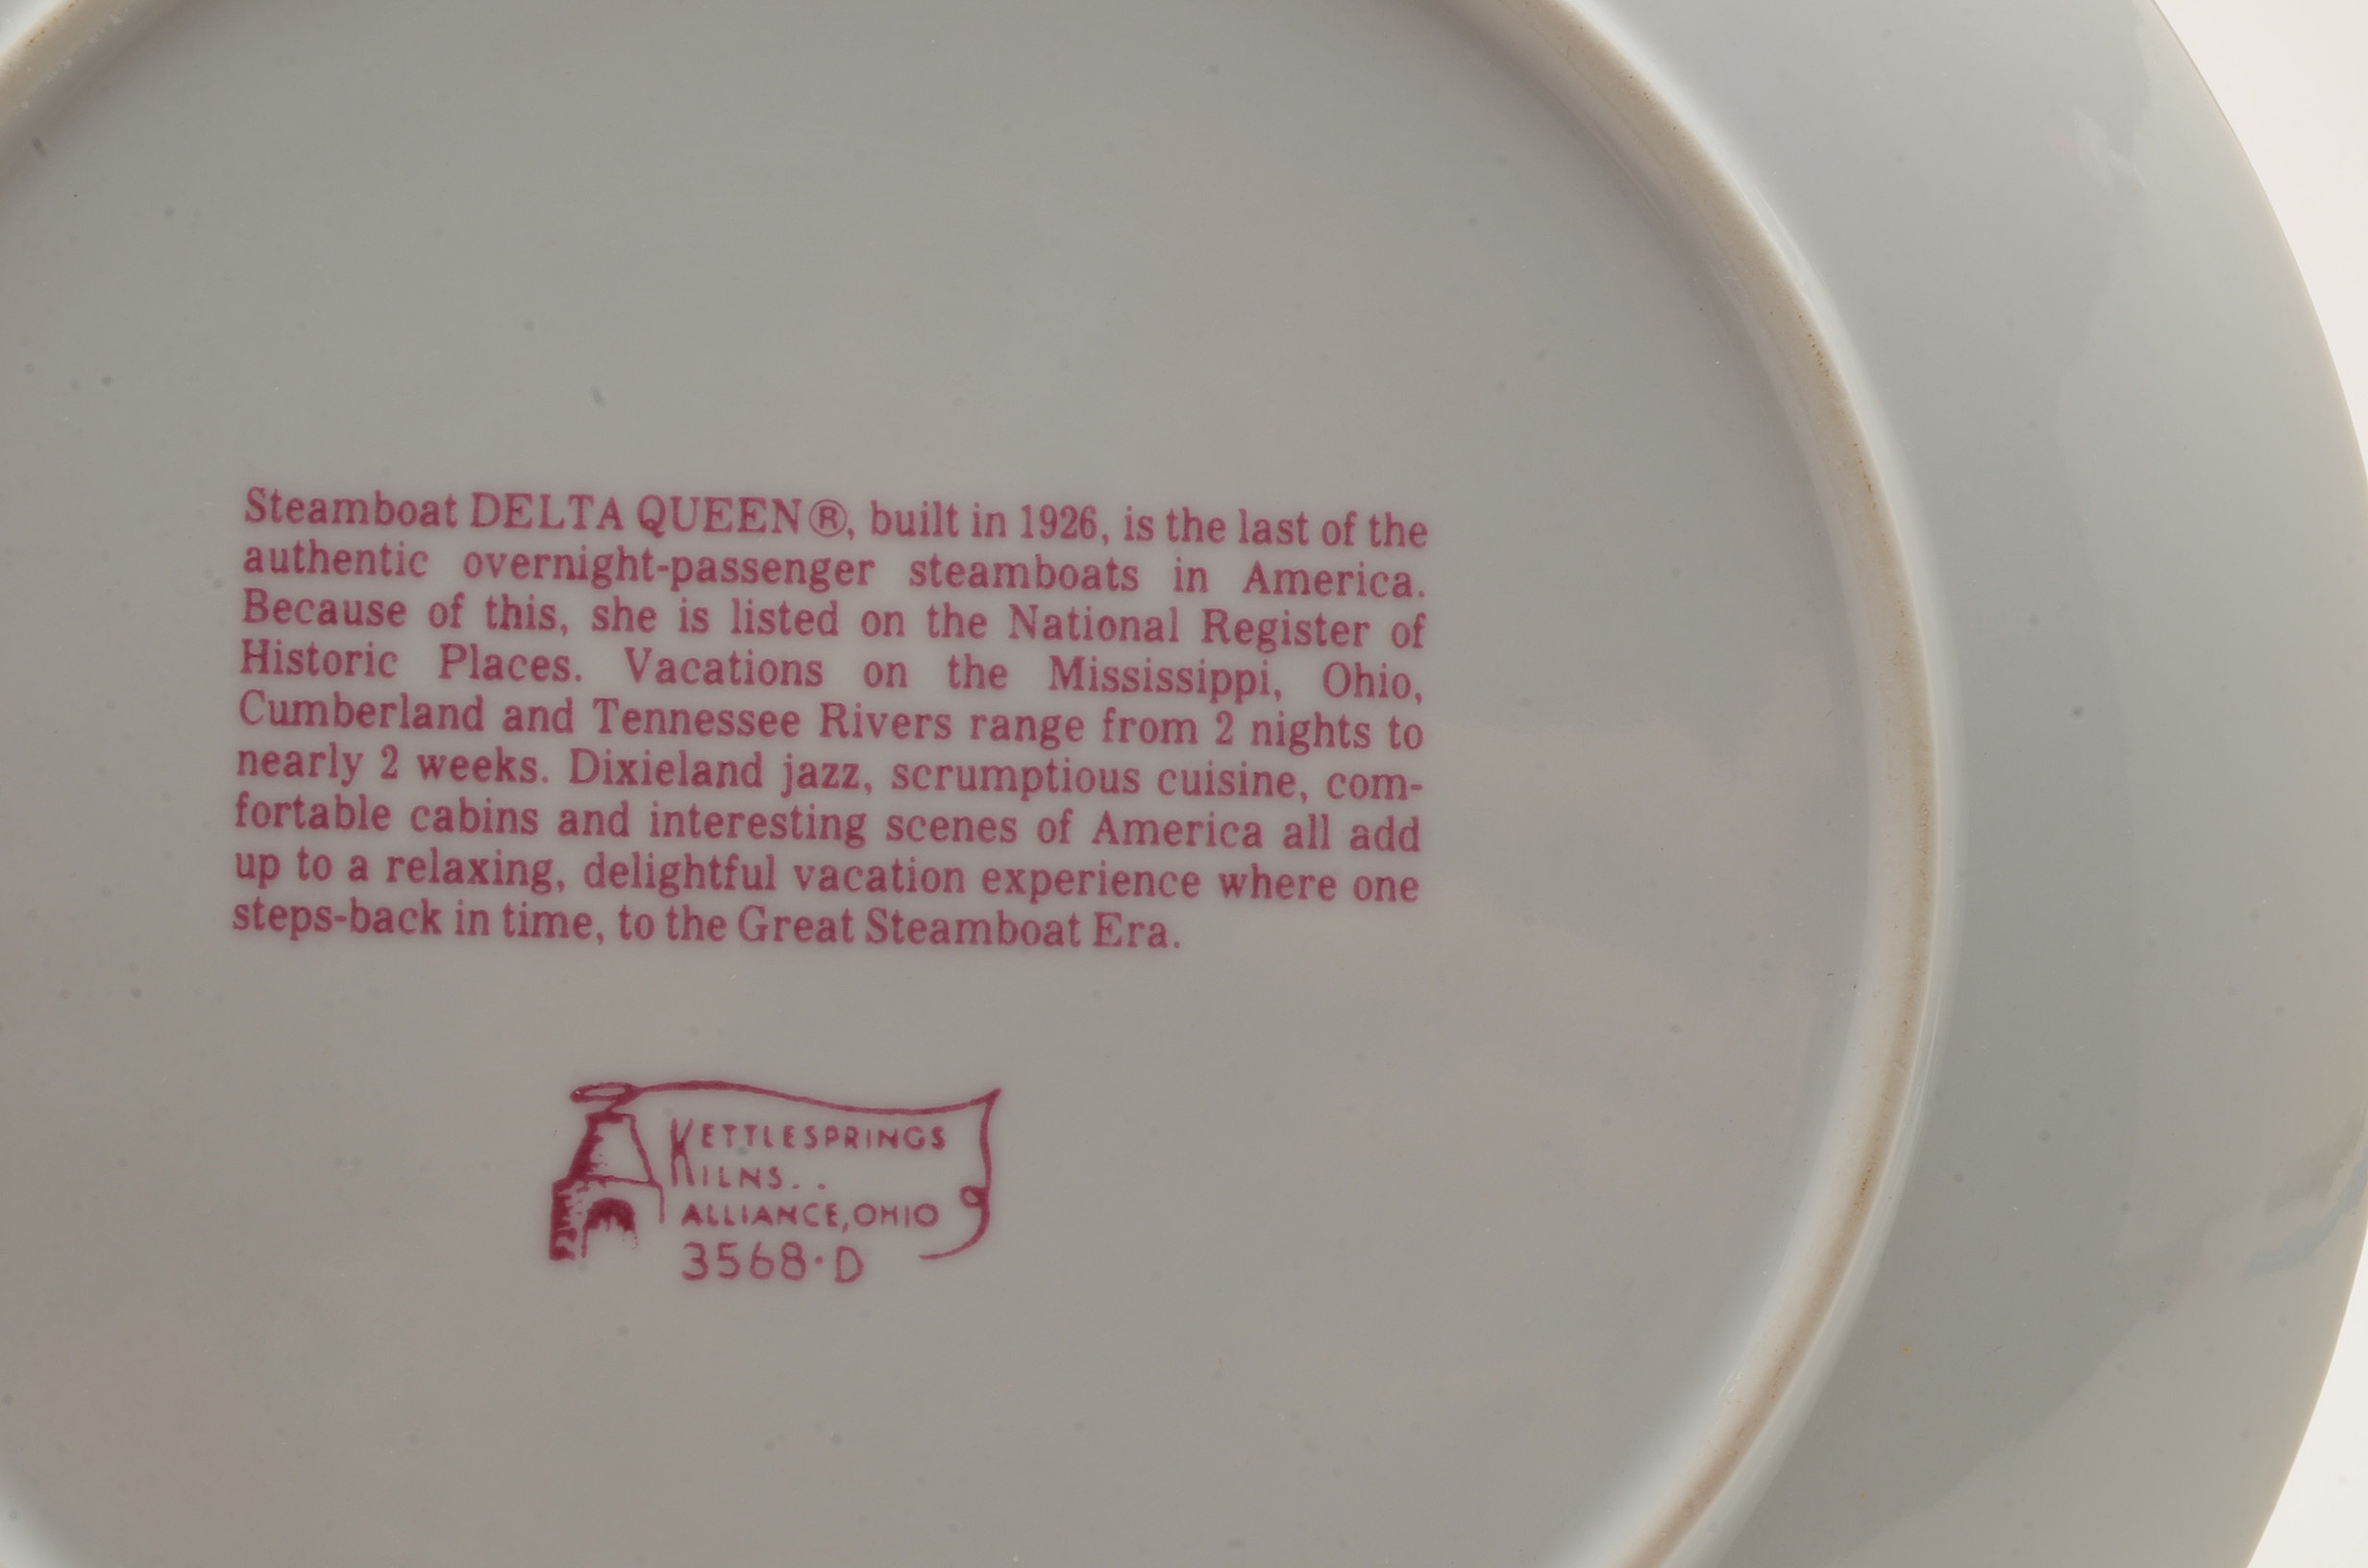 Steamboat DELTA QUEEN®, built in 1926, is the last of the
authentic overnight-passenger steamboats in America.
Because of this, she is listed on the National Register of
Historic Places. Vacations on the Mississippi, Ohio,
Cumberland and Tennessee Rivers range from 2 nights to
nearly 2 weeks. Dixieland jazz, scrumptious cuisine, com-
fortable cabins and interesting scenes of America all add
up to a relaxing, delightful vacation experience where one
steps-back in time, to the Great Steamboat Era.
KETTLESPRINGS
KILNS..
ALLIANCE, OHIO
3568·D